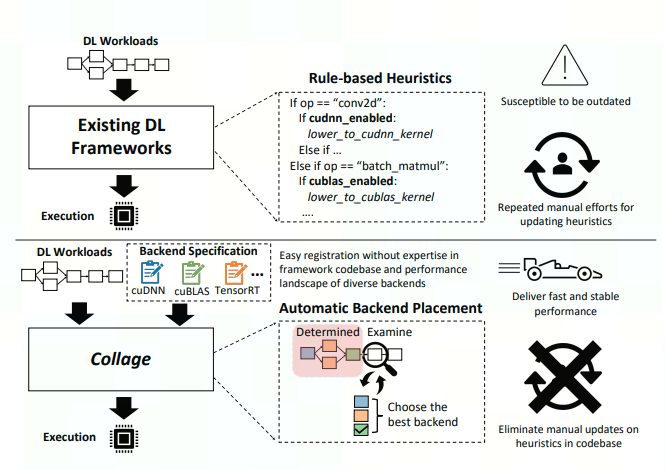 DL Workloads
Existing DL
Frameworks
Execution
Rule-based Heuristics
If op == “conv2d”:
If cudnn_enabled:
lower_to_cudnn_kernel
Else if ...
Else if op == “batch_matmul”:
If cublas_enabled:
lower_to_cublas_kernel
....
Susceptible to be outdated
Repeated manual efforts for
updating heuristics
DL Workloads
Backend Specification
cuDNN
cuBLAS
TensorRT
...
Easy registration without expertise in
framework codebase and performance
landscape of diverse backends
Collage
Execution
Automatic Backend Placement
Determined
Examine
Choose the
best backend
Deliver fast and stable
performance
Eliminate manual updates on
heuristics in codebase